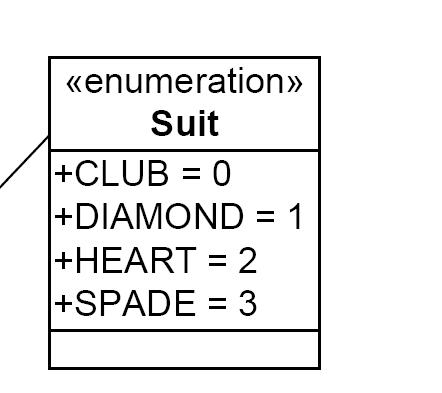 «enumeration»
Suit
+CLUB = 0
+DIAMOND = 1
+HEART = 2
+SPADE = 3